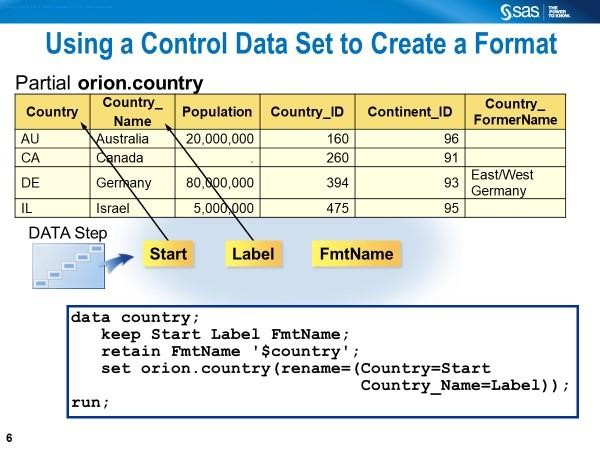 sas THE POWER TO KNOW.
Using a Control Data Set to Create a Format
Partial orion.country
Country Country_ Name Population Country_ID Continent_ID Country_ FormerName
AU Australia 20,000,000 160 96
CA Canada . 260 91
DE Germany 80,000,000 394 93 East/West Germany
IL Israel 5,000,000 475 95
DATA Step
Start Label FmtName
data country;
keep Start Label FmtName;
retain FmtName '$country';
set orion.country(rename=(Country=Start
Country_Name=Label));
run;
6